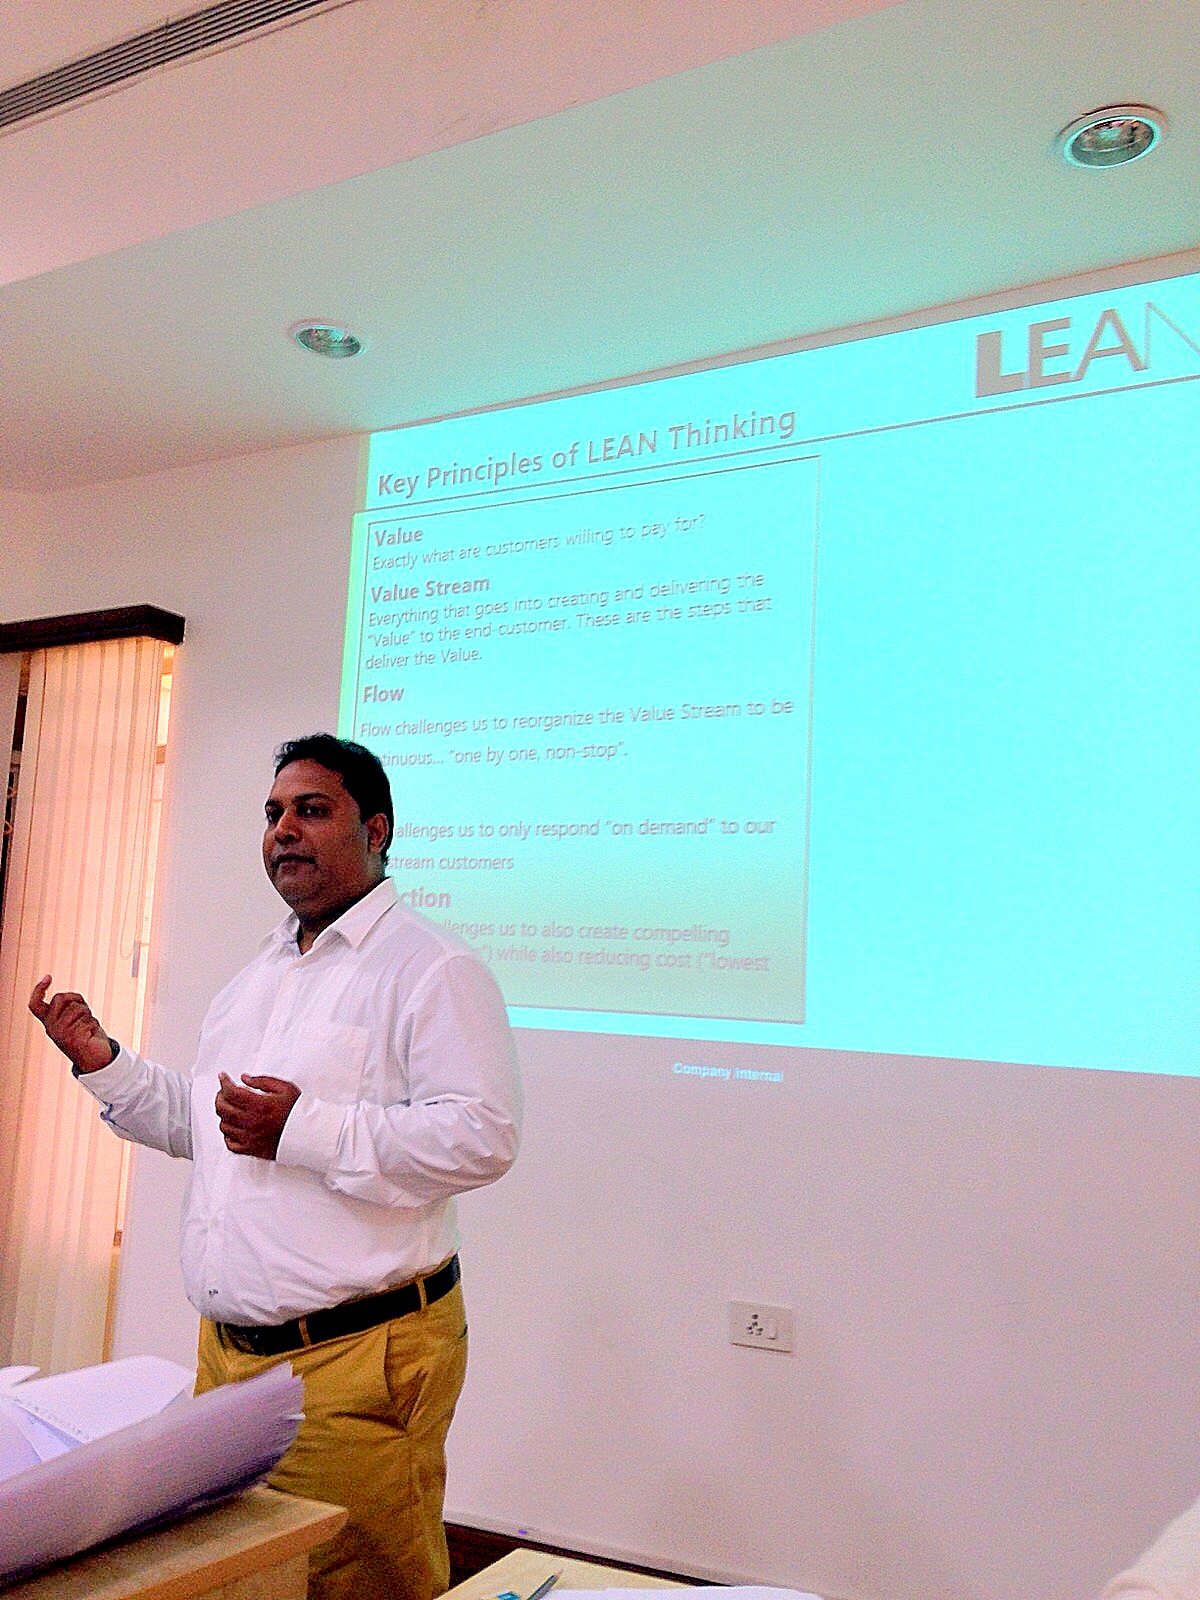 LEAN
Key Principles of LEAN Thinking
Value
Exactly what are customers willing to pay for?
Value Stream
Everything that goes into creating and delivering the
"Value" to the end-customer. These are the steps that
deliver the Value.
Flow
Flow challenges us to reorganize the Value Stream to be
tinuous... "one by one, non-stop".
allenges us to only respond "on demand" to our
stream customers
ction
llenges us to also create compelling
") while also reducing cost ("lowest
Company Internal